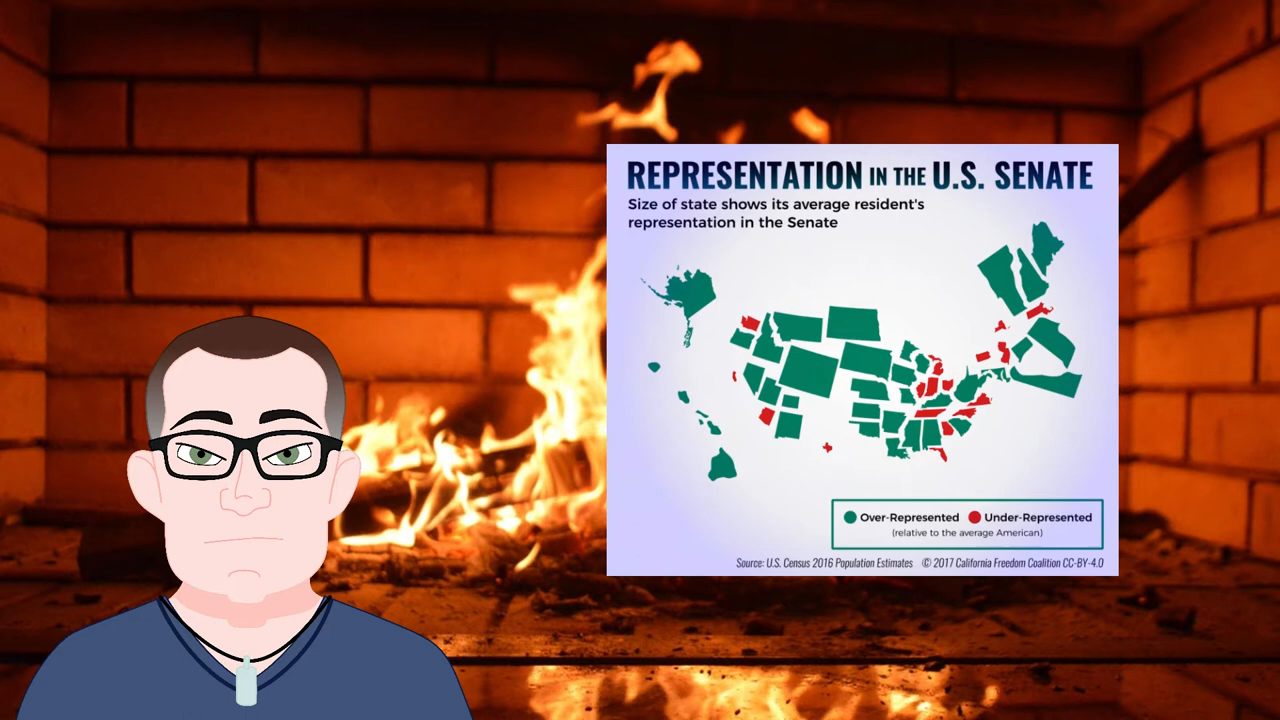 REPRESENTATION IN THE U.S. SENATE
Size of state shows its average resident's
representation in the Senate
Over-Represented Under-Represented
(relative to the average American)
Source: U.S. Census 2016 Population Estimates © 2017 California Freedom Coalition CC-BY-4.0